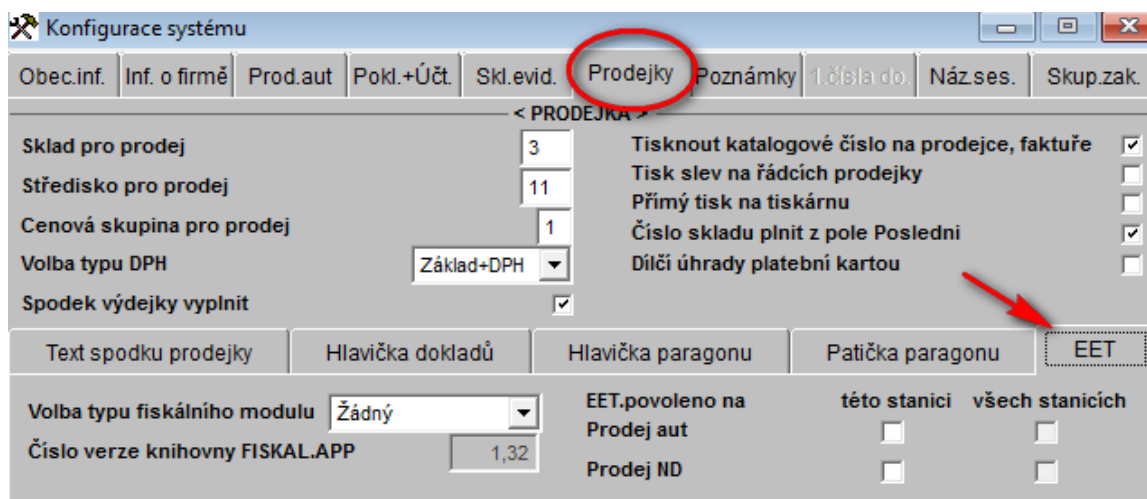 Konfigurace systému
Obec.inf. Inf. o firmě Prod.aut Pokl.+Účt. Skl.evid. Prodejky Poznámky 1.čísla do. Náz.ses. Skup.zak.
< PRODEJKA >
Sklad pro prodej 3
Středisko pro prodej 11
Cenová skupina pro prodej 1
Volba typu DPH Základ+DPH
Spodek výdejky vyplnit
Tisknout katalogové číslo na prodejce, faktuře
Tisk slev na řádcích prodejky
Přímý tisk na tiskárnu
Číslo skladu plnit z pole Posledni
Dílčí úhrady platební kartou
Text spodku prodejky Hlavička dokladů Hlavička paragonu Patička paragonu EET
Volba typu fiskálního modulu Žádný
Číslo verze knihovny FISKAL.APP 1,32
EET.povoleno na této stanici všech stanicích
Prodej aut
Prodej ND